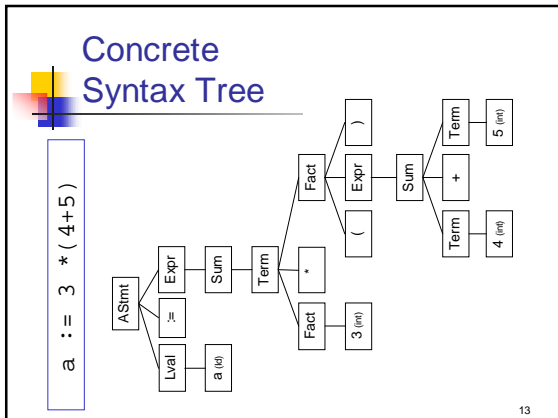 Concrete
Syntax Tree
a := 3 *(4+5)
AStmt
Lval := Expr
a (Id) Sum
Term
Fact * Fact
3 (int) ( Expr )
Sum
Term + Term
4 (int) 5 (int)
13